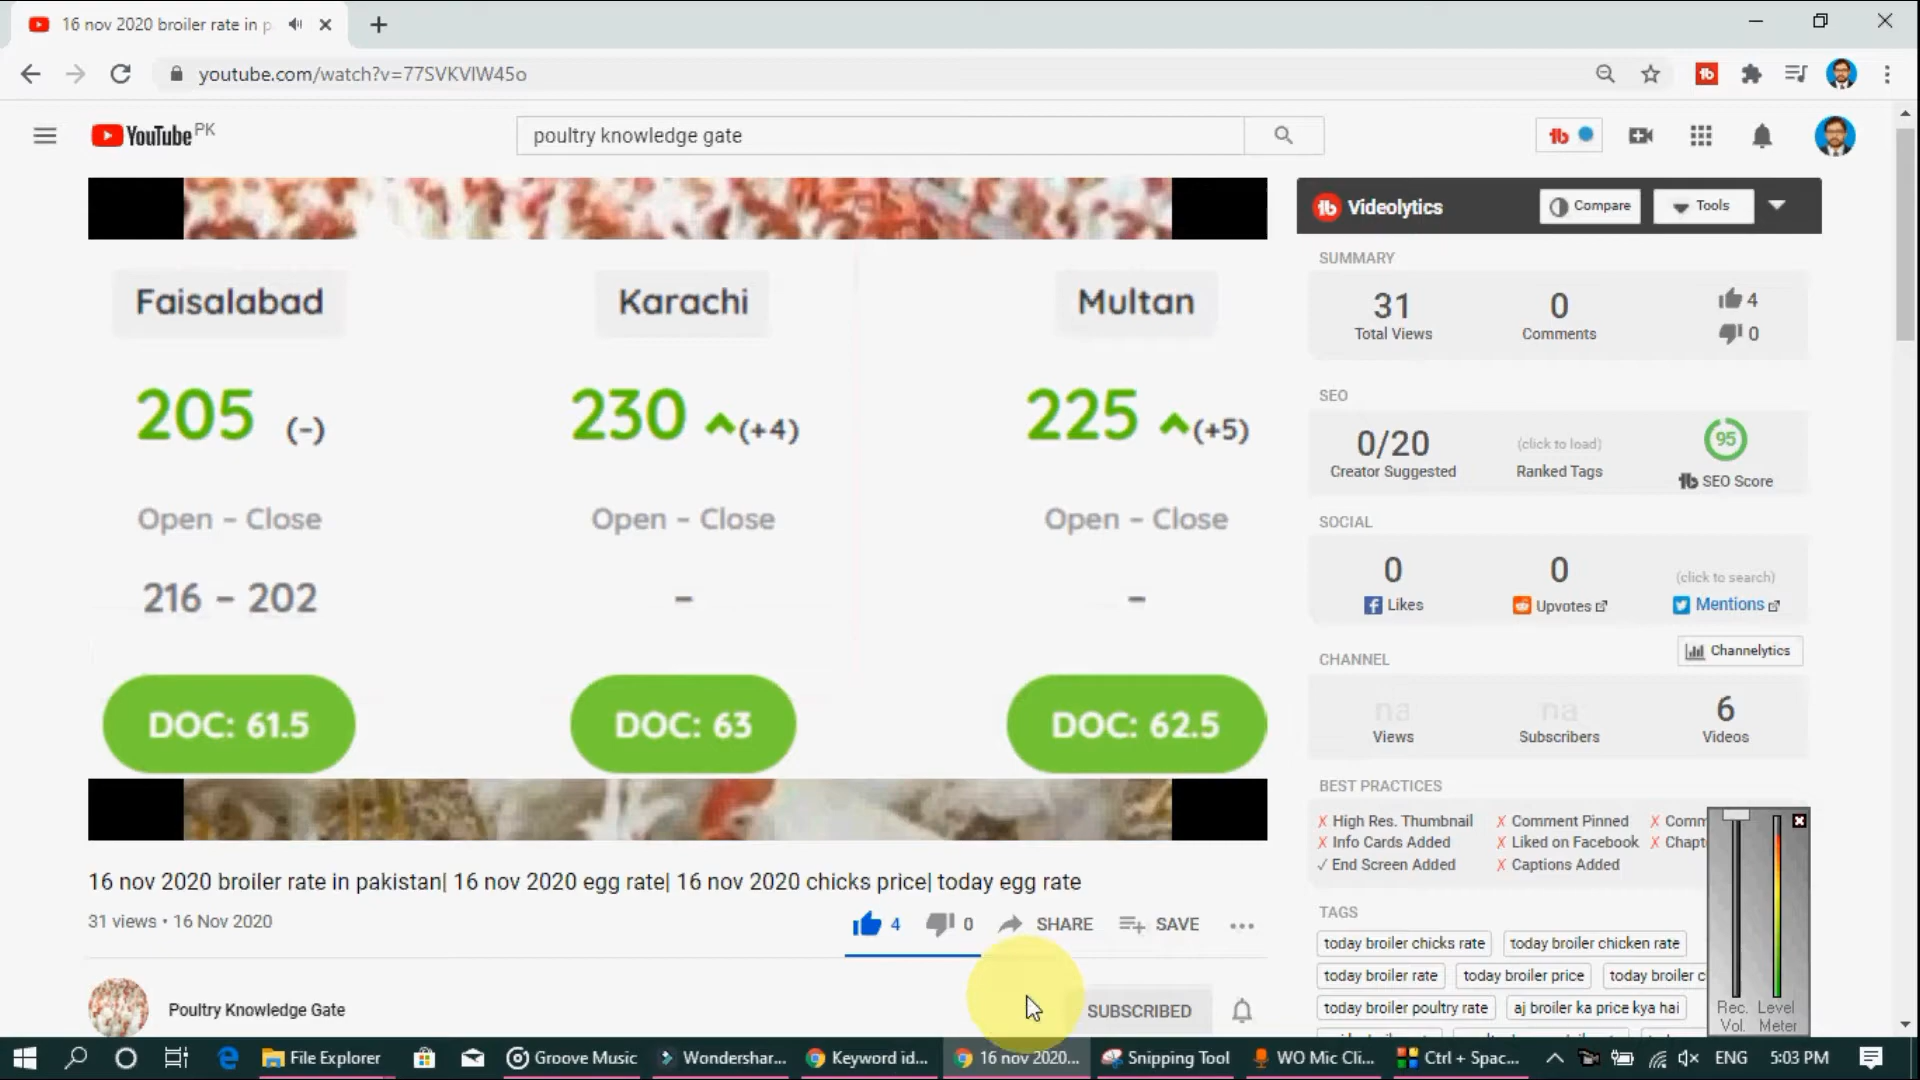 16 nov 2020 broiler rate in p
youtube.com/watch?v=77SVKVIW45o
YouTube PK
poultry knowledge gate
Faisalabad Karachi Multan
205 (-) 230 (+4) 225 (+5)
Open - Close Open - Close Open - Close
216 - 202 - -
DOC: 61.5 DOC: 63 DOC: 62.5
16 nov 2020 broiler rate in pakistan| 16 nov 2020 egg rate| 16 nov 2020 chicks price| today egg rate
31 views • 16 Nov 2020
4 0 SHARE SAVE
Poultry Knowledge Gate
SUBSCRIBED
Videolytics Compare Tools
SUMMARY
31 0 4
Total Views Comments 0
SEO
0/20 (click to load) 95
Creator Suggested Ranked Tags SEO Score
SOCIAL
0 0 (click to search)
Likes Upvotes Mentions
CHANNEL Channelytics
na na 6
Views Subscribers Videos
BEST PRACTICES
X High Res. Thumbnail X Comment Pinned X Comm
X Info Cards Added X Liked on Facebook X Chapt
✓ End Screen Added X Captions Added
TAGS
today broiler chicks rate today broiler chicken rate
today broiler rate today broiler price today broiler c
today broiler poultry rate aj broiler ka price kya hai
Rec. Level
Vol. Meter
File Explorer Groove Music Wondershar... Keyword id... 16 nov 2020... Snipping Tool WO Mic Cli... Ctrl + Spac... ENG 5:03 PM